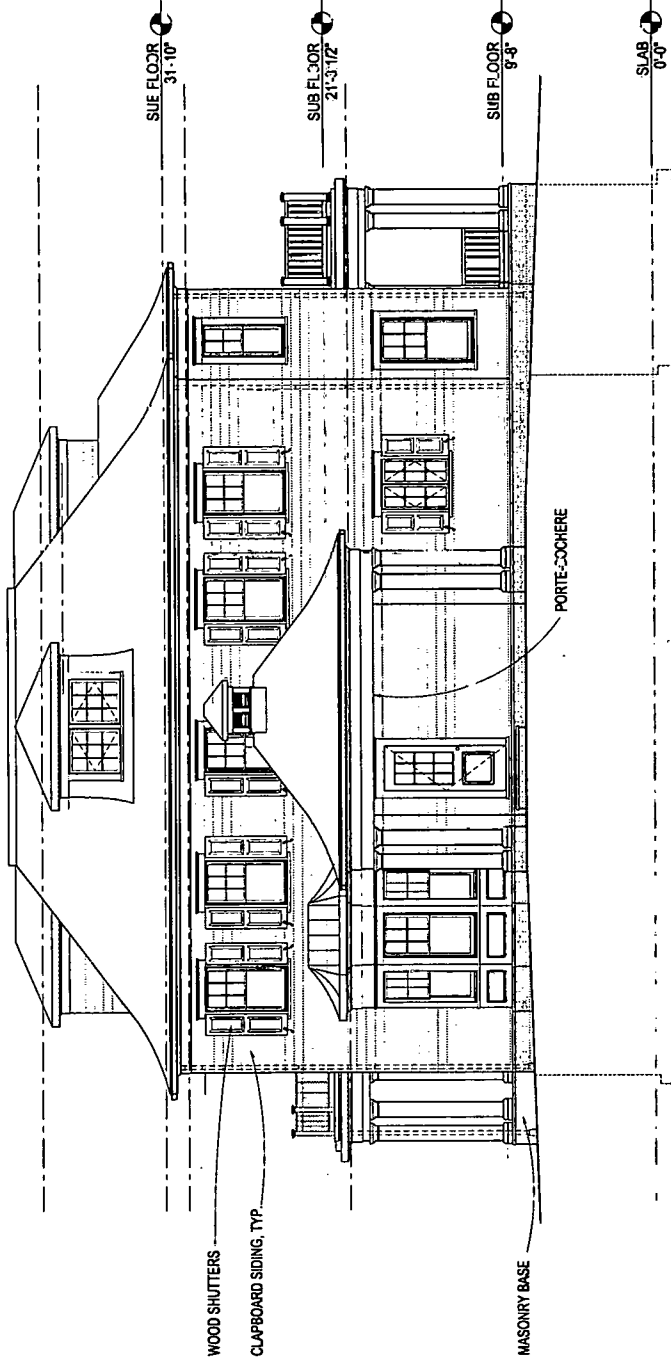 SUE FLOOR
31-10"
SUB FLOOR
21'-3 1/2"
SUB FLOOR
9'-8"
SLAB
0'-0"
WOOD SHUTTERS
CLAPBOARD SIDING, TYP.
PORTE-COCHERE
MASONRY BASE